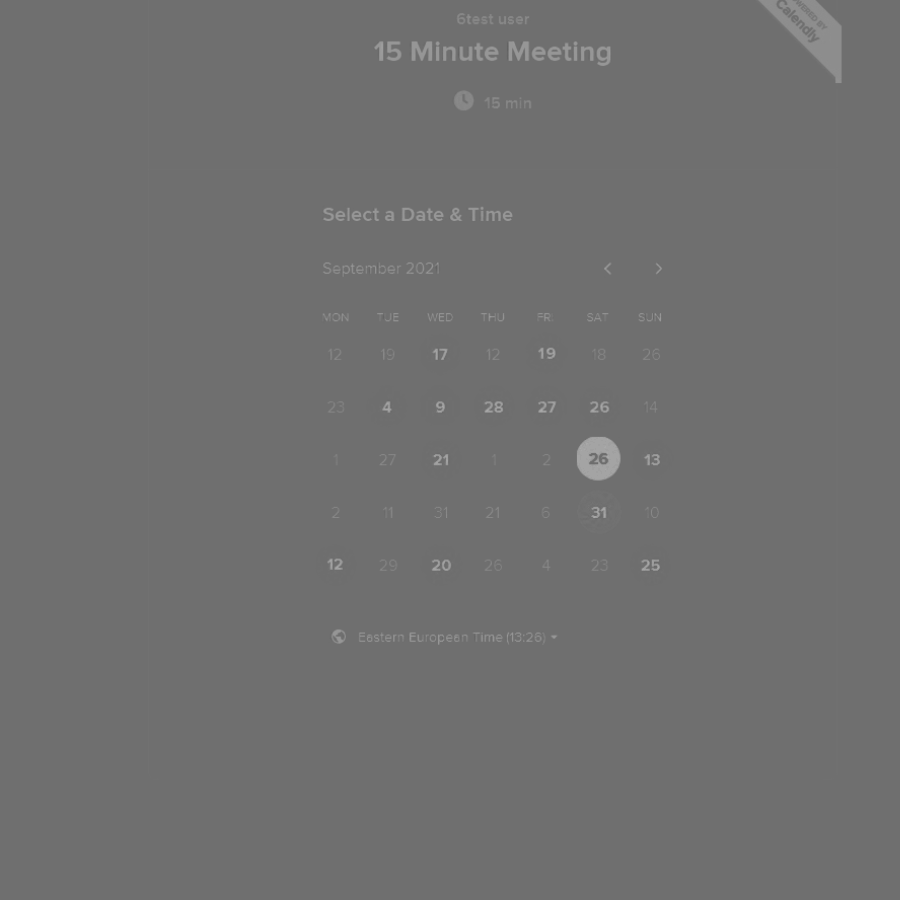 6test user
POWERED BY
Calendly
15 Minute Meeting
15 min
Select a Date & Time
September 2021
MON TUE WED THU FRI SAT SUN
12 19 17 12 19 18 26
23 4 9 28 27 26 14
1 27 21 1 2 26 13
2 11 31 21 6 31 10
12 29 20 26 4 23 25
Eastern European Time (13:26)